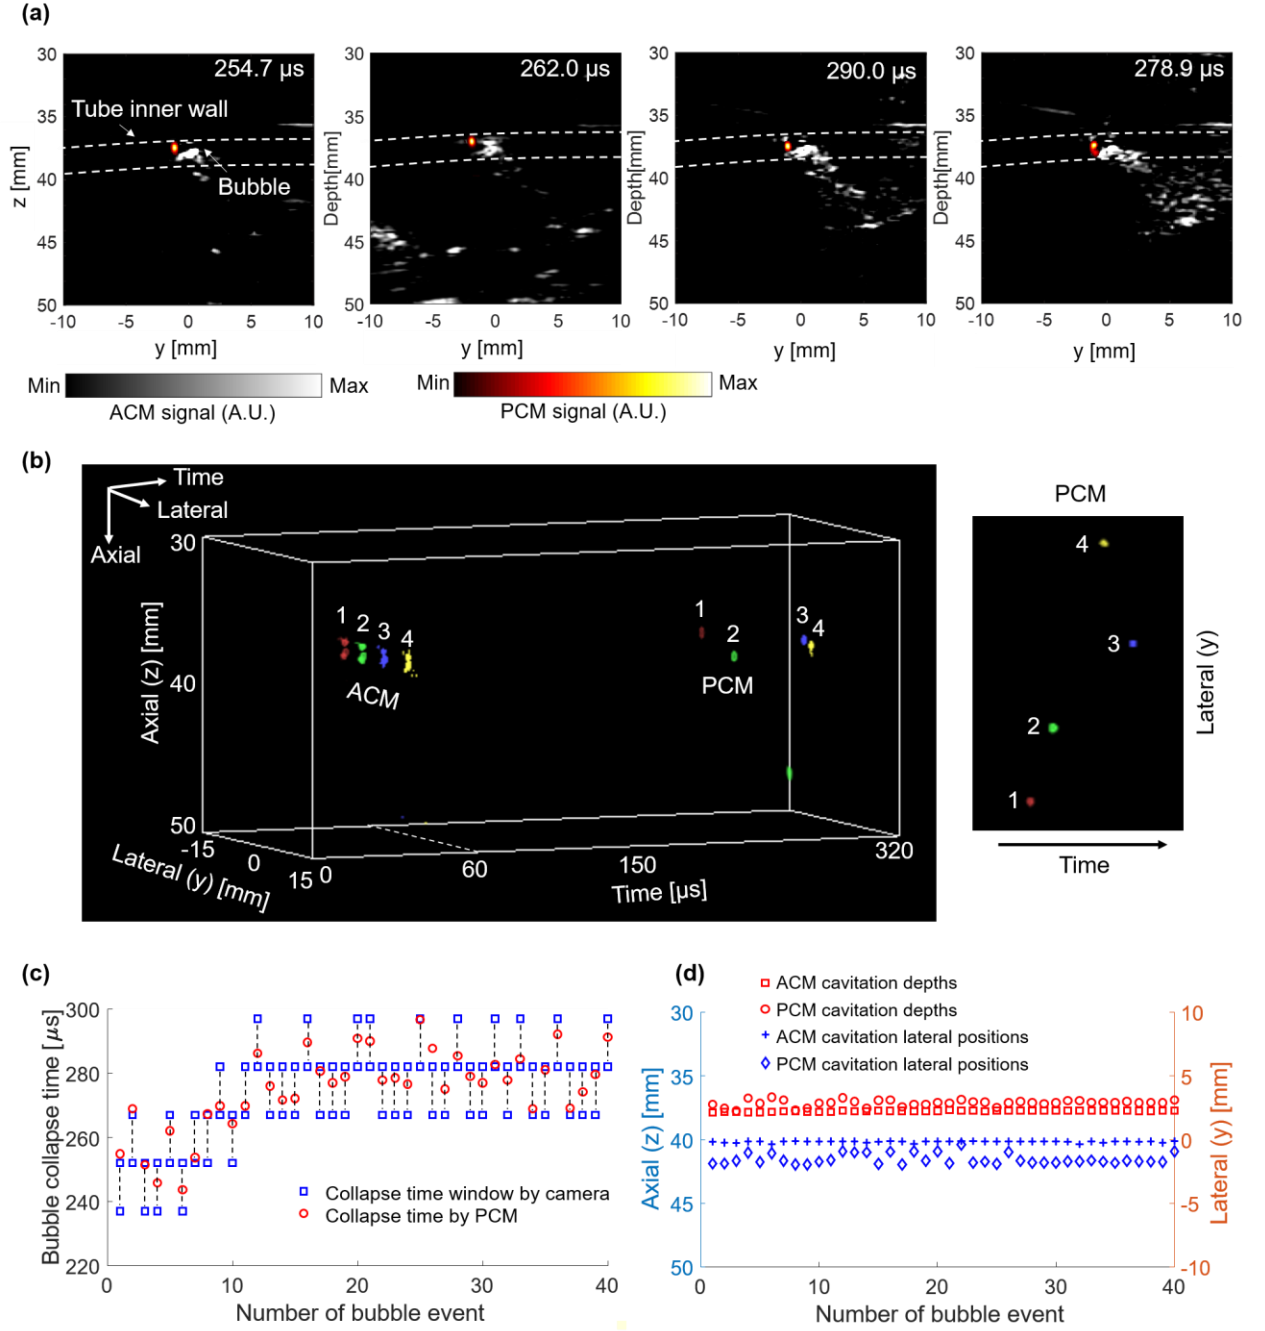 (a)
254.7 µs
262.0 µs
290.0 µs
278.9 µs
Tube inner wall
Bubble
z [mm]
30
35
40
45
50
-10 -5 0 5 10
y [mm]
Depth[mm]
30
35
40
45
50
-10 -5 0 5 10
y [mm]
Depth[mm]
30
35
40
45
50
-10 -5 0 5 10
y [mm]
Depth[mm]
30
35
40
45
50
-10 -5 0 5 10
y [mm]
Min Max
ACM signal (A.U.)
Min Max
PCM signal (A.U.)
(b)
Time
Lateral
Axial
Axial (z) [mm]
30
40
50
1 2 3 4
ACM
1 2 3 4
PCM
-15 0 15
Lateral (y) [mm]
0 60 150 320
Time [µs]
PCM
4
3
2
1
Lateral (y)
Time
(c)
Bubble collapse time [µs]
300
280
260
240
220
Collapse time window by camera
Collapse time by PCM
0 10 20 30 40
Number of bubble event
(d)
ACM cavitation depths
PCM cavitation depths
ACM cavitation lateral positions
PCM cavitation lateral positions
Axial (z) [mm]
30
35
40
45
50
Lateral (y) [mm]
10
5
0
-5
-10
0 10 20 30 40
Number of bubble event